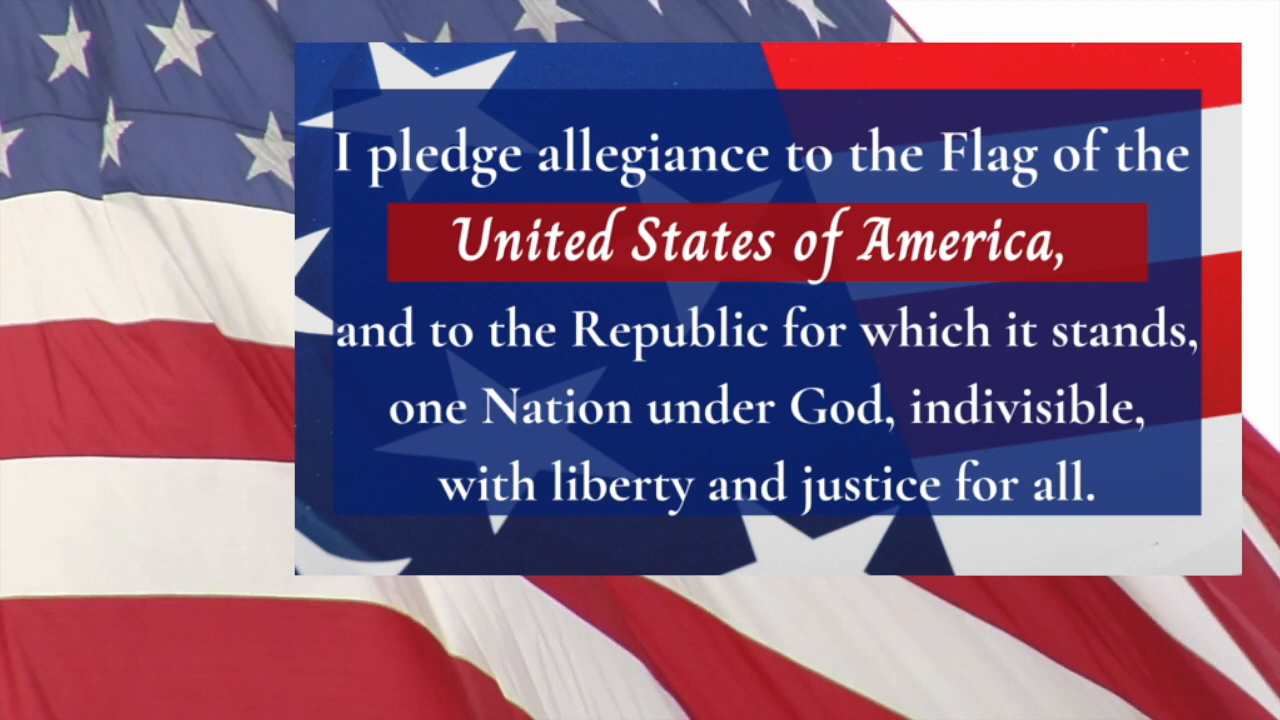 I pledge allegiance to the Flag of the
United States of America,
and to the Republic for which it stands,
one Nation under God, indivisible,
with liberty and justice for all.